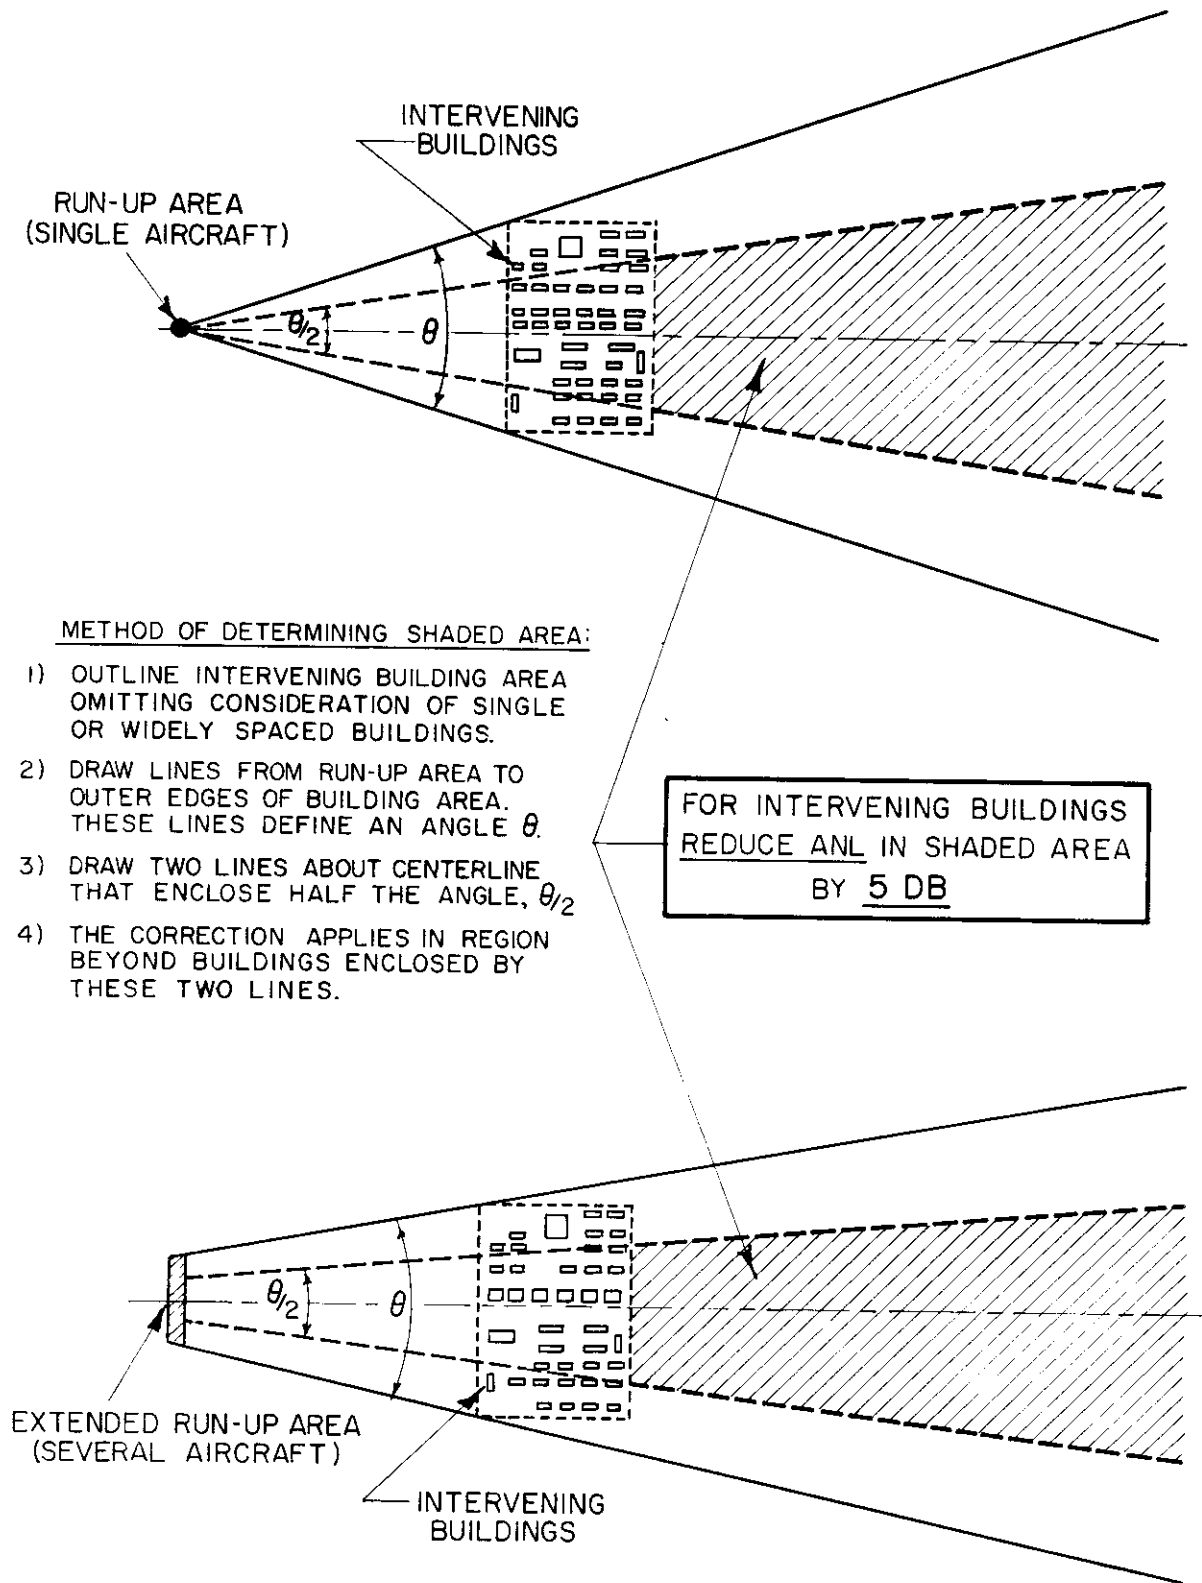 INTERVENING
BUILDINGS
RUN-UP AREA
(SINGLE AIRCRAFT)
θ/2
θ
METHOD OF DETERMINING SHADED AREA:
1) OUTLINE INTERVENING BUILDING AREA
OMITTING CONSIDERATION OF SINGLE
OR WIDELY SPACED BUILDINGS.
2) DRAW LINES FROM RUN-UP AREA TO
OUTER EDGES OF BUILDING AREA.
THESE LINES DEFINE AN ANGLE θ.
3) DRAW TWO LINES ABOUT CENTERLINE
THAT ENCLOSE HALF THE ANGLE, θ/2
4) THE CORRECTION APPLIES IN REGION
BEYOND BUILDINGS ENCLOSED BY
THESE TWO LINES.
FOR INTERVENING BUILDINGS
REDUCE ANL IN SHADED AREA
BY 5 DB
θ/2
θ
EXTENDED RUN-UP AREA
(SEVERAL AIRCRAFT)
INTERVENING
BUILDINGS